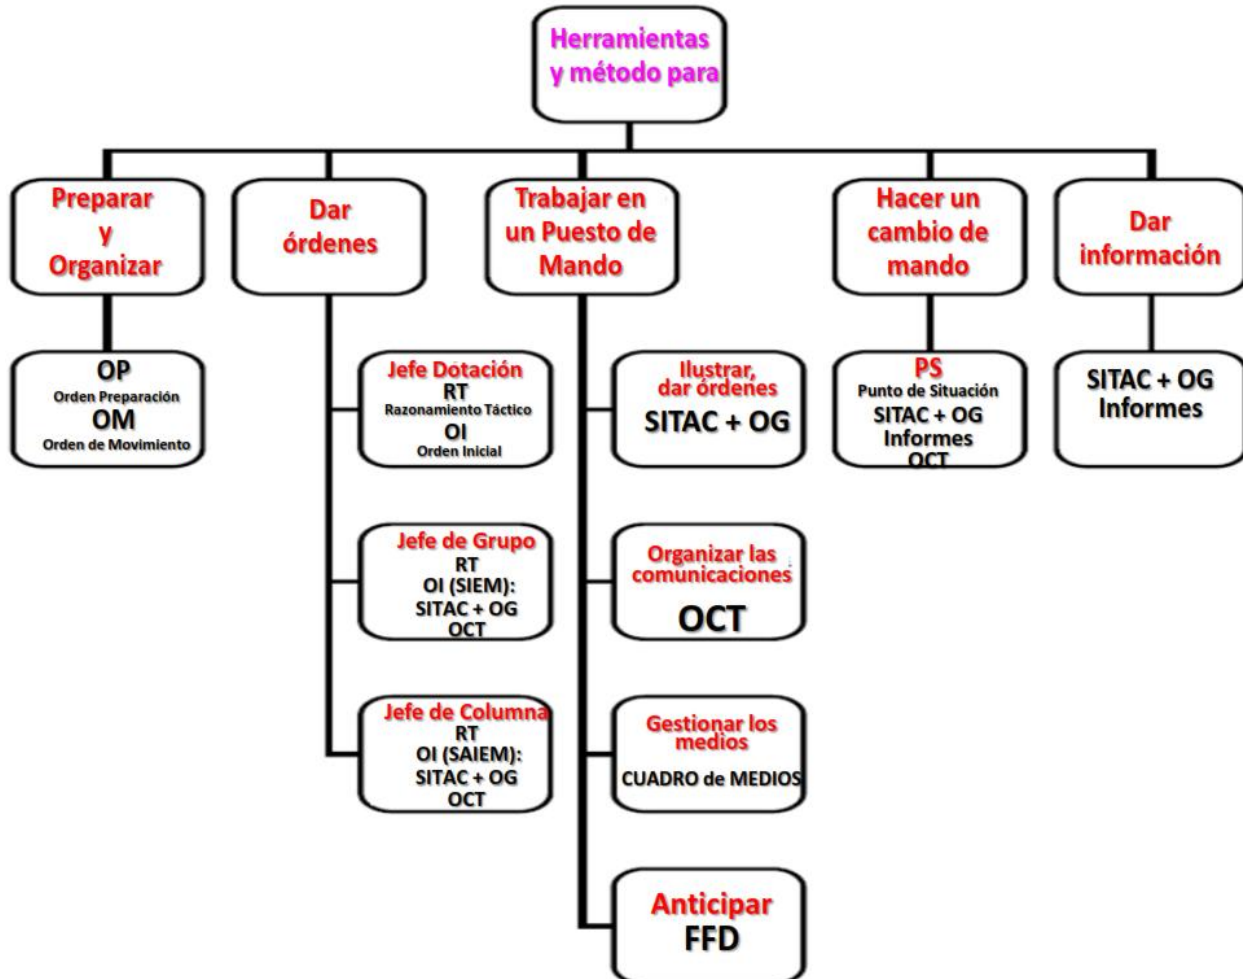 Herramientas
y método para
Preparar
y
Organizar
Dar
órdenes
Trabajar en
un Puesto de
Mando
Hacer un
cambio de
mando
Dar
información
OP
Orden Preparación
OM
Orden de Movimiento
Jefe Dotación
RT
Razonamiento Táctico
OI
Orden Inicial
Jefe de Grupo
RT
OI (SIEM):
SITAC + OG
OCT
Jefe de Columna
RT
OI (SAIEM):
SITAC + OG
OCT
Ilustrar,
dar órdenes
SITAC + OG
Organizar las
comunicaciones
OCT
Gestionar los
medios
CUADRO de MEDIOS
Anticipar
FFD
PS
Punto de Situación
SITAC + OG
Informes
OCT
SITAC + OG
Informes